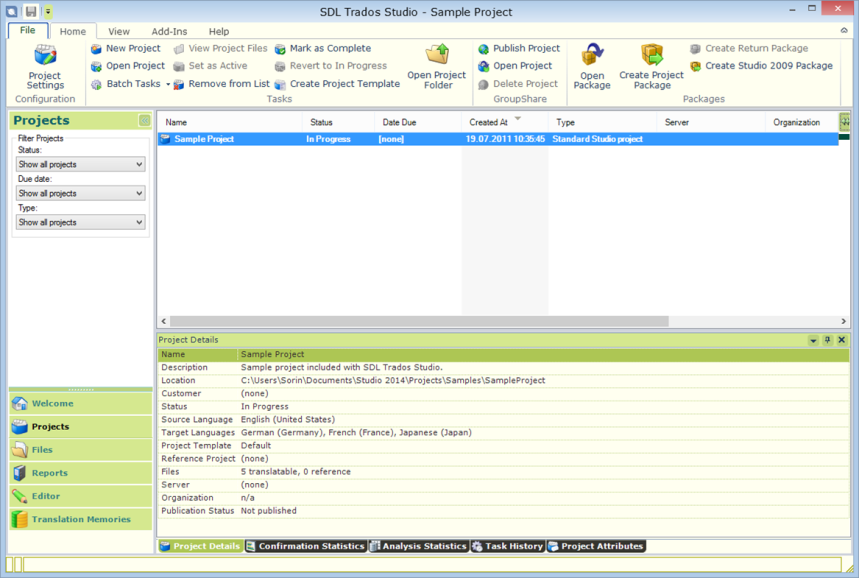 SDL Trados Studio - Sample Project
File Home View Add-Ins Help
Project Settings
Configuration
New Project
Open Project
Batch Tasks
View Project Files
Set as Active
Remove from List
Mark as Complete
Revert to In Progress
Create Project Template
Open Project Folder
Tasks
Publish Project
Open Project
Delete Project
GroupShare
Open Package
Create Project Package
Create Return Package
Create Studio 2009 Package
Packages
Projects
Filter Projects
Status:
Show all projects
Due date:
Show all projects
Type:
Show all projects
Welcome
Projects
Files
Reports
Editor
Translation Memories
Name Status Date Due Created At Type Server Organization
Sample Project In Progress [none] 19.07.2011 10:35:45 Standard Studio project
Project Details
Name Sample Project
Description Sample project included with SDL Trados Studio.
Location C:\Users\Sorin\Documents\Studio 2014\Projects\Samples\SampleProject
Customer (none)
Status In Progress
Source Language English (United States)
Target Languages German (Germany), French (France), Japanese (Japan)
Project Template Default
Reference Project (none)
Files 5 translatable, 0 reference
Server (none)
Organization n/a
Publication Status Not published
Project Details Confirmation Statistics Analysis Statistics Task History Project Attributes